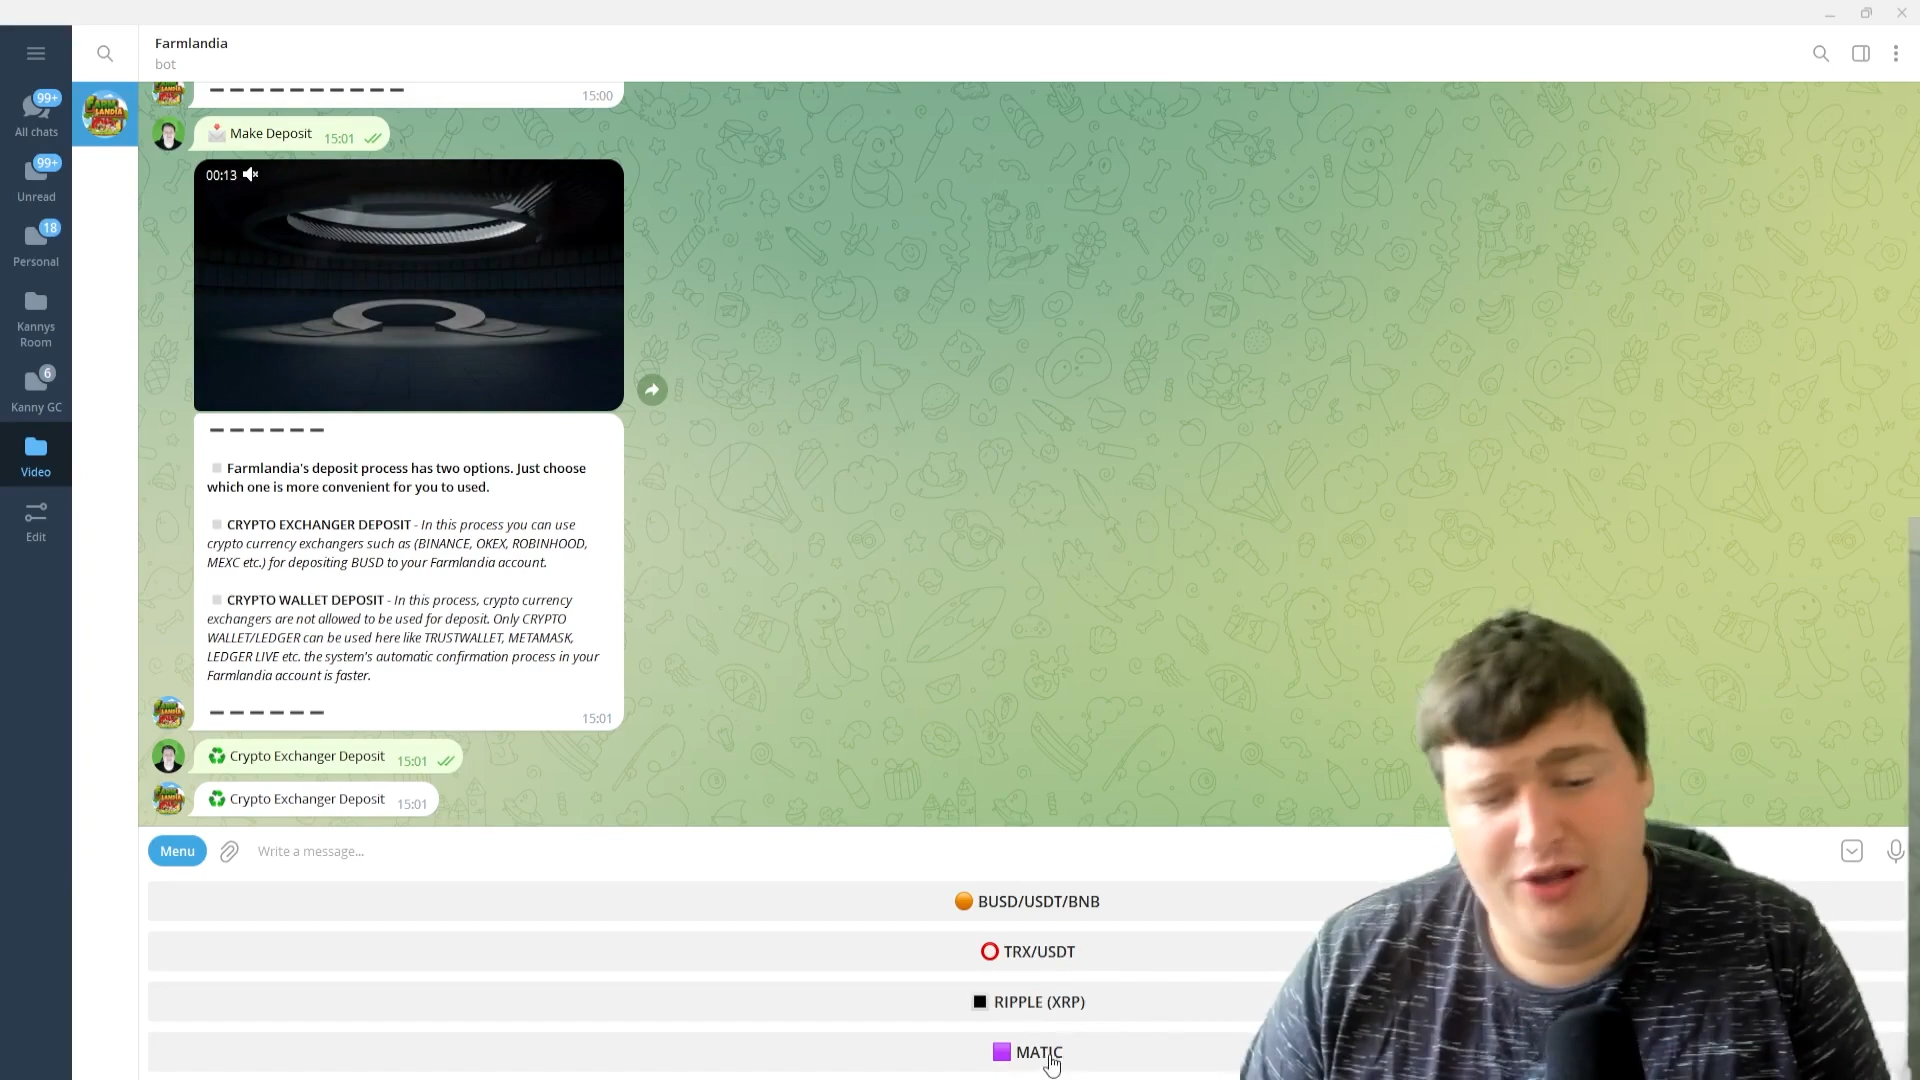 Farmlandia
bot
99+
All chats
99+
Unread
18
Personal
Kannys
Room
6
Kanny GC
Video
Edit
15:00
Make Deposit 15:01
00:13
Farmlandia's deposit process has two options. Just choose
which one is more convenient for you to used.
CRYPTO EXCHANGER DEPOSIT - In this process you can use
crypto currency exchangers such as (BINANCE, OKEX, ROBINHOOD,
MEXC etc.) for depositing BUSD to your Farmlandia account.
CRYPTO WALLET DEPOSIT - In this process, crypto currency
exchangers are not allowed to be used for deposit. Only CRYPTO
WALLET/LEDGER can be used here like TRUSTWALLET, METAMASK,
LEDGER LIVE etc. the system's automatic confirmation process in your
Farmlandia account is faster.
15:01
Crypto Exchanger Deposit 15:01
Crypto Exchanger Deposit 15:01
Menu
Write a message...
BUSD/USDT/BNB
TRX/USDT
RIPPLE (XRP)
MATIC